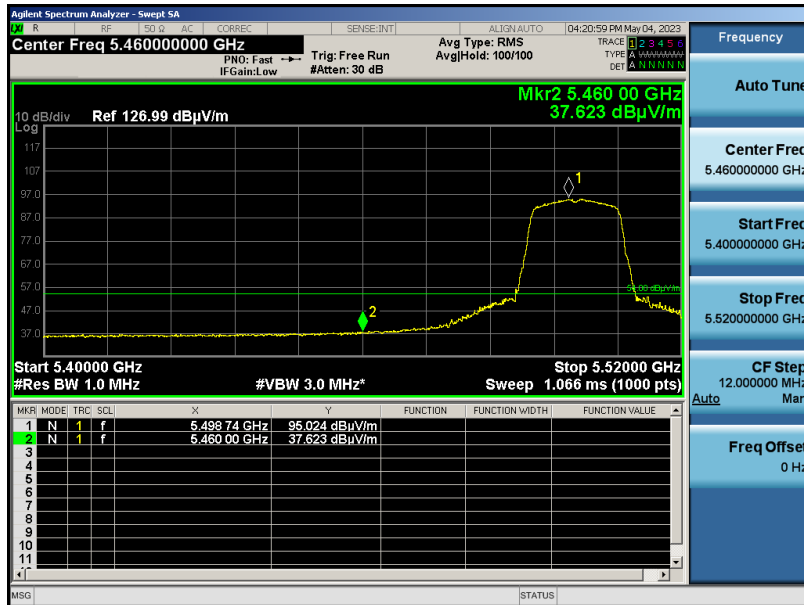 Agilent Spectrum Analyzer - Swept SA
LXI R RF 50 Ω AC CORREC SENSE:INT ALIGN AUTO 04:20:59 PM May 04, 2023
Center Freq 5.460000000 GHz
PNO: Fast
IFGain:Low
Trig: Free Run
#Atten: 30 dB
Avg Type: RMS
Avg|Hold: 100/100
TRACE 1 2 3 4 5 6
TYPE A WWWWW
DET A N N N N N
Mkr2 5.460 00 GHz
37.623 dBµV/m
10 dB/div Ref 126.99 dBµV/m
Log
117
107
97.0
87.0
77.0
67.0
57.0
47.0
37.0
1
2
dBµV/m
Start 5.40000 GHz Stop 5.52000 GHz
#Res BW 1.0 MHz #VBW 3.0 MHz* Sweep 1.066 ms (1000 pts)
MKR MODE TRC SCL X Y FUNCTION FUNCTION WIDTH FUNCTION VALUE
1 N 1 f 5.498 74 GHz 95.024 dBµV/m
2 N 1 f 5.460 00 GHz 37.623 dBµV/m
3
4
5
6
7
8
9
10
11
MSG STATUS
Frequency
Auto Tune
Center Freq
5.460000000 GHz
Start Freq
5.400000000 GHz
Stop Freq
5.520000000 GHz
CF Step
12.000000 MHz
Auto Man
Freq Offset
0 Hz